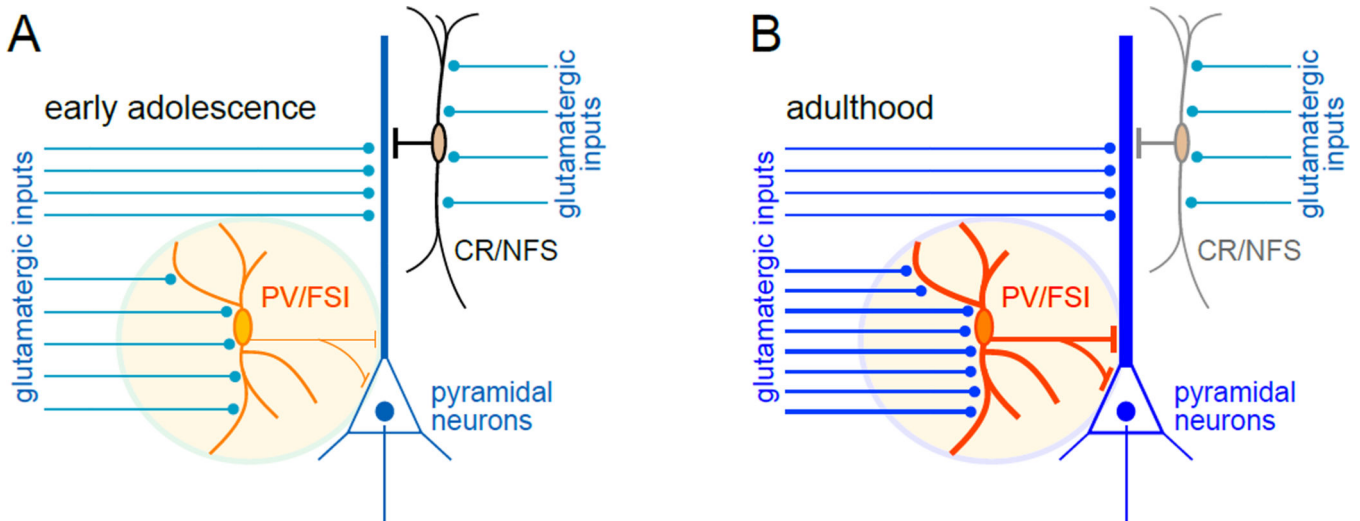 A
early adolescence
glutamatergic inputs
PV/FSI
CR/NFS
glutamatergic
inputs
pyramidal
neurons
B
adulthood
glutamatergic inputs
PV/FSI
CR/NFS
glutamatergic
inputs
pyramidal
neurons